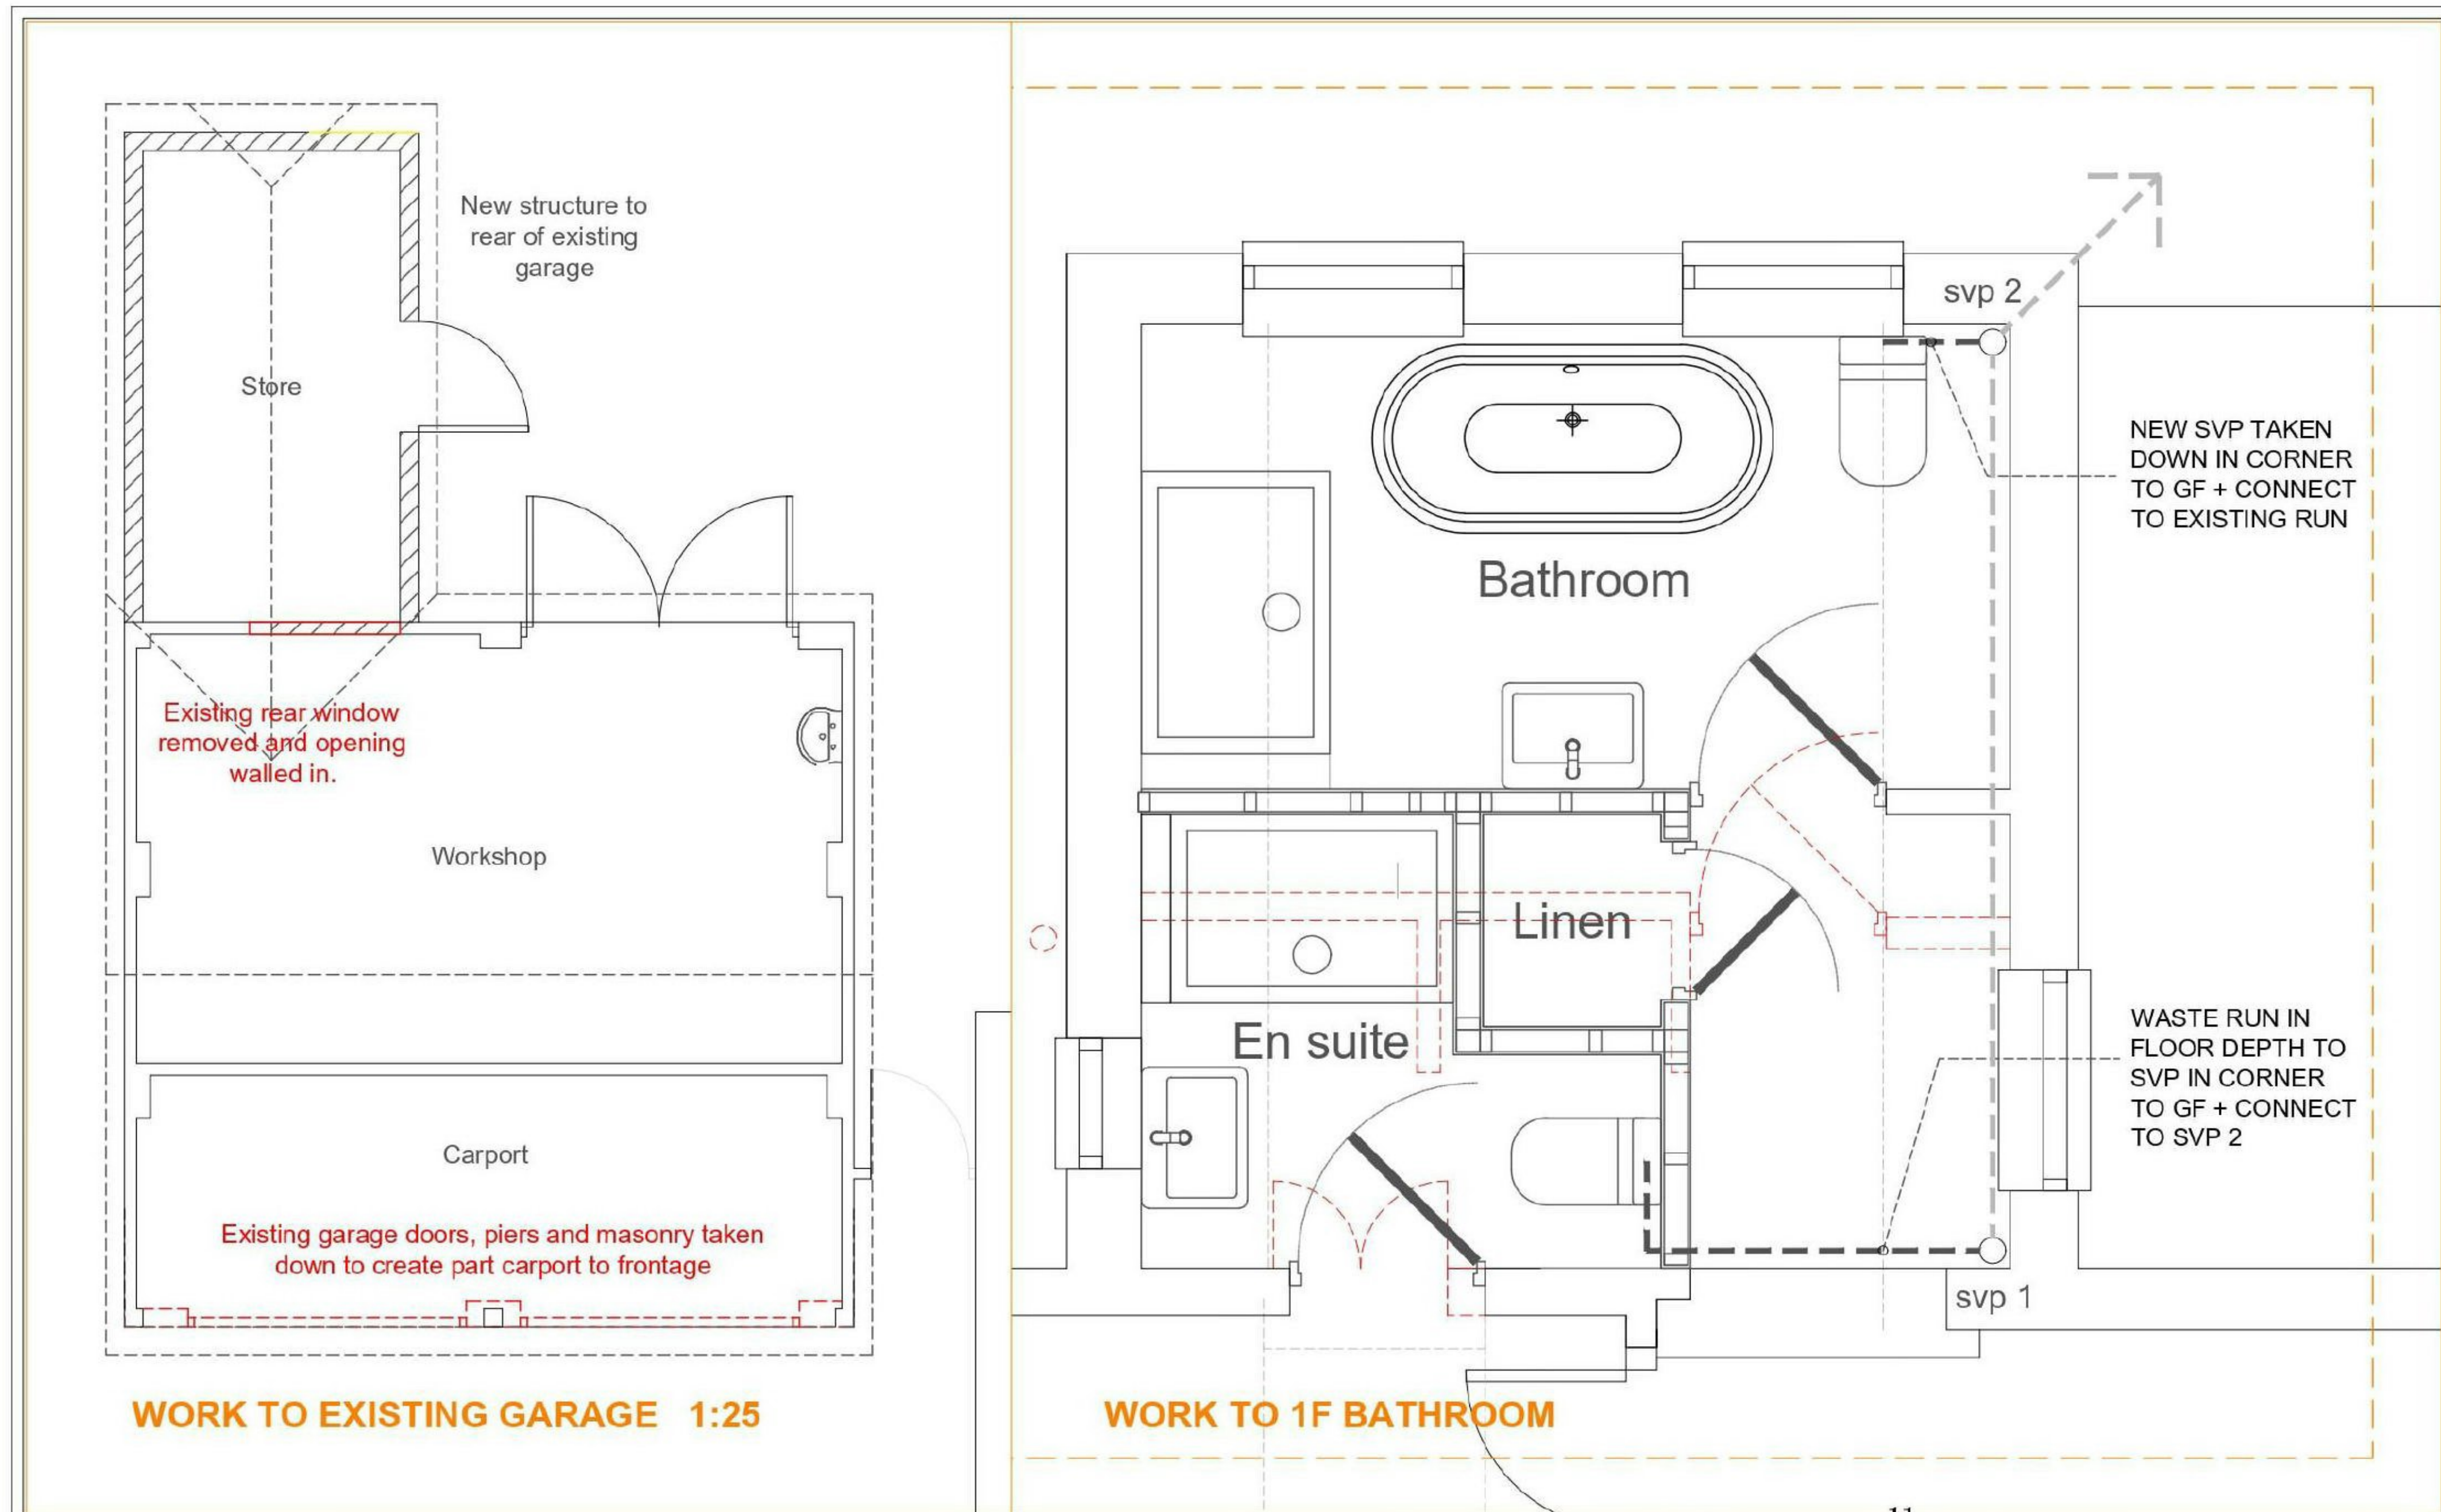 New structure to
rear of existing
garage
Store
Existing rear window
removed and opening
walled in.
Workshop
Carport
Existing garage doors, piers and masonry taken
down to create part carport to frontage
WORK TO EXISTING GARAGE 1:25
svp 2
NEW SVP TAKEN
DOWN IN CORNER
TO GF + CONNECT
TO EXISTING RUN
Bathroom
Linen
En suite
WASTE RUN IN
FLOOR DEPTH TO
SVP IN CORNER
TO GF + CONNECT
TO SVP 2
svp 1
WORK TO 1F BATHROOM